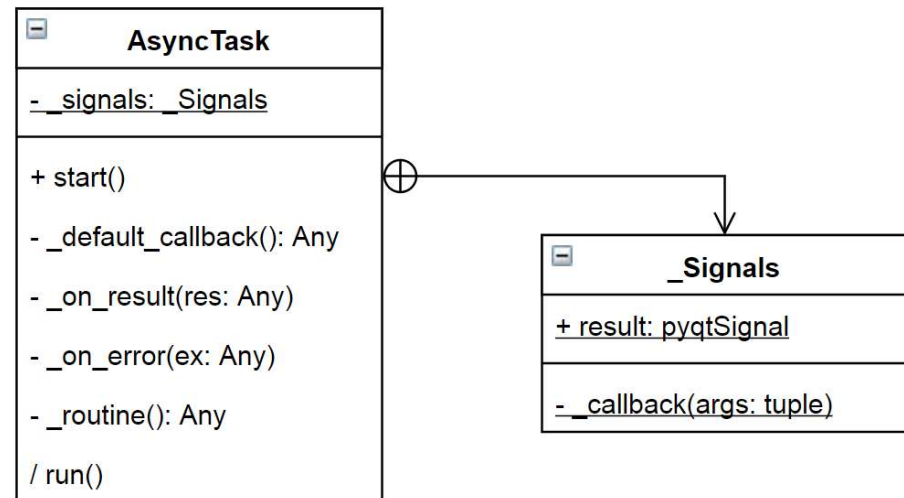 AsyncTask
- _signals: _Signals
+ start()
- _default_callback(): Any
- _on_result(res: Any)
- _on_error(ex: Any)
- _routine(): Any
/ run()
_Signals
+ result: pyqtSignal
- _callback(args: tuple)